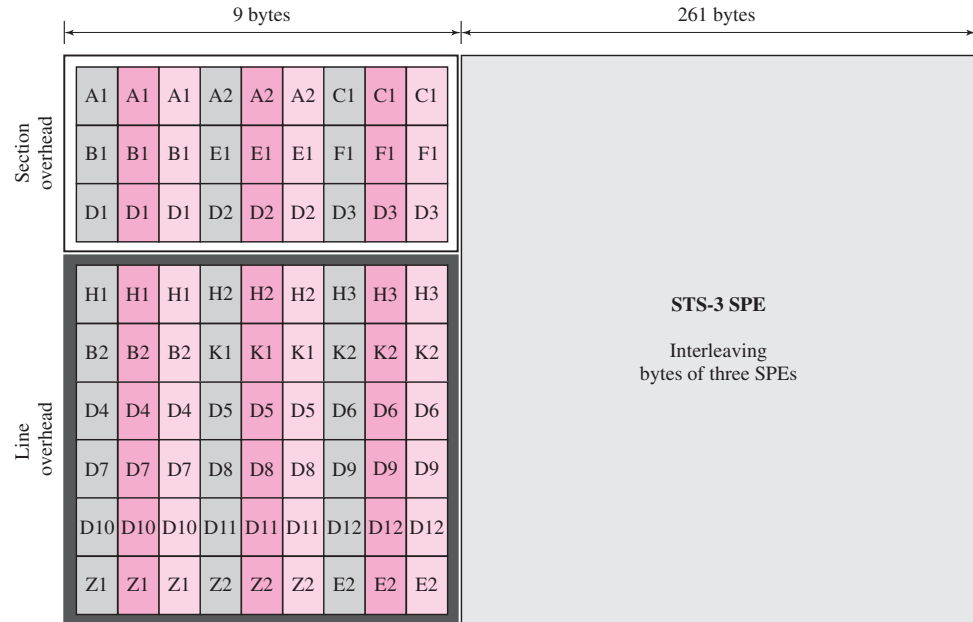 9 bytes 261 bytes
Section
overhead
A1 A1 A1 A2 A2 A2 C1 C1 C1
B1 B1 B1 E1 E1 E1 F1 F1 F1
D1 D1 D1 D2 D2 D2 D3 D3 D3
Line
overhead
H1 H1 H1 H2 H2 H2 H3 H3 H3
B2 B2 B2 K1 K1 K1 K2 K2 K2
D4 D4 D4 D5 D5 D5 D6 D6 D6
D7 D7 D7 D8 D8 D8 D9 D9 D9
D10 D10 D10 D11 D11 D11 D12 D12 D12
Z1 Z1 Z1 Z2 Z2 Z2 E2 E2 E2
STS-3 SPE
Interleaving
bytes of three SPEs